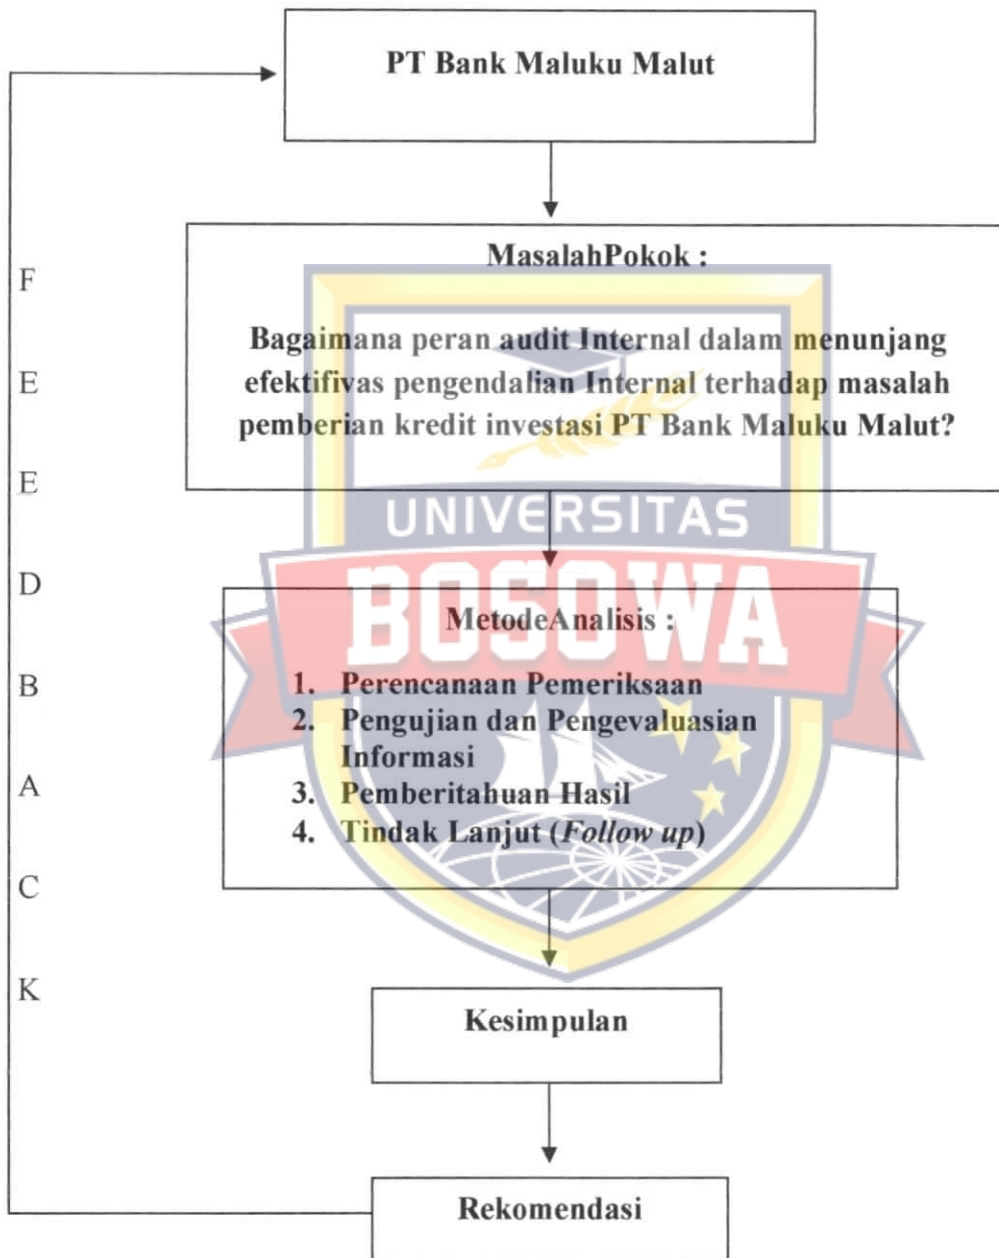 PT Bank Maluku Malut
MasalahPokok :
Bagaimana peran audit Internal dalam menunjang
efektifivas pengendalian Internal terhadap masalah
pemberian kredit investasi PT Bank Maluku Malut?
UNIVERSITAS
BOSOWA
MetodeAnalisis :
1. Perencanaan Pemeriksaan
2. Pengujian dan Pengevaluasian
Informasi
3. Pemberitahuan Hasil
4. Tindak Lanjut (Follow up)
Kesimpulan
Rekomendasi
F
E
E
D
B
A
C
K